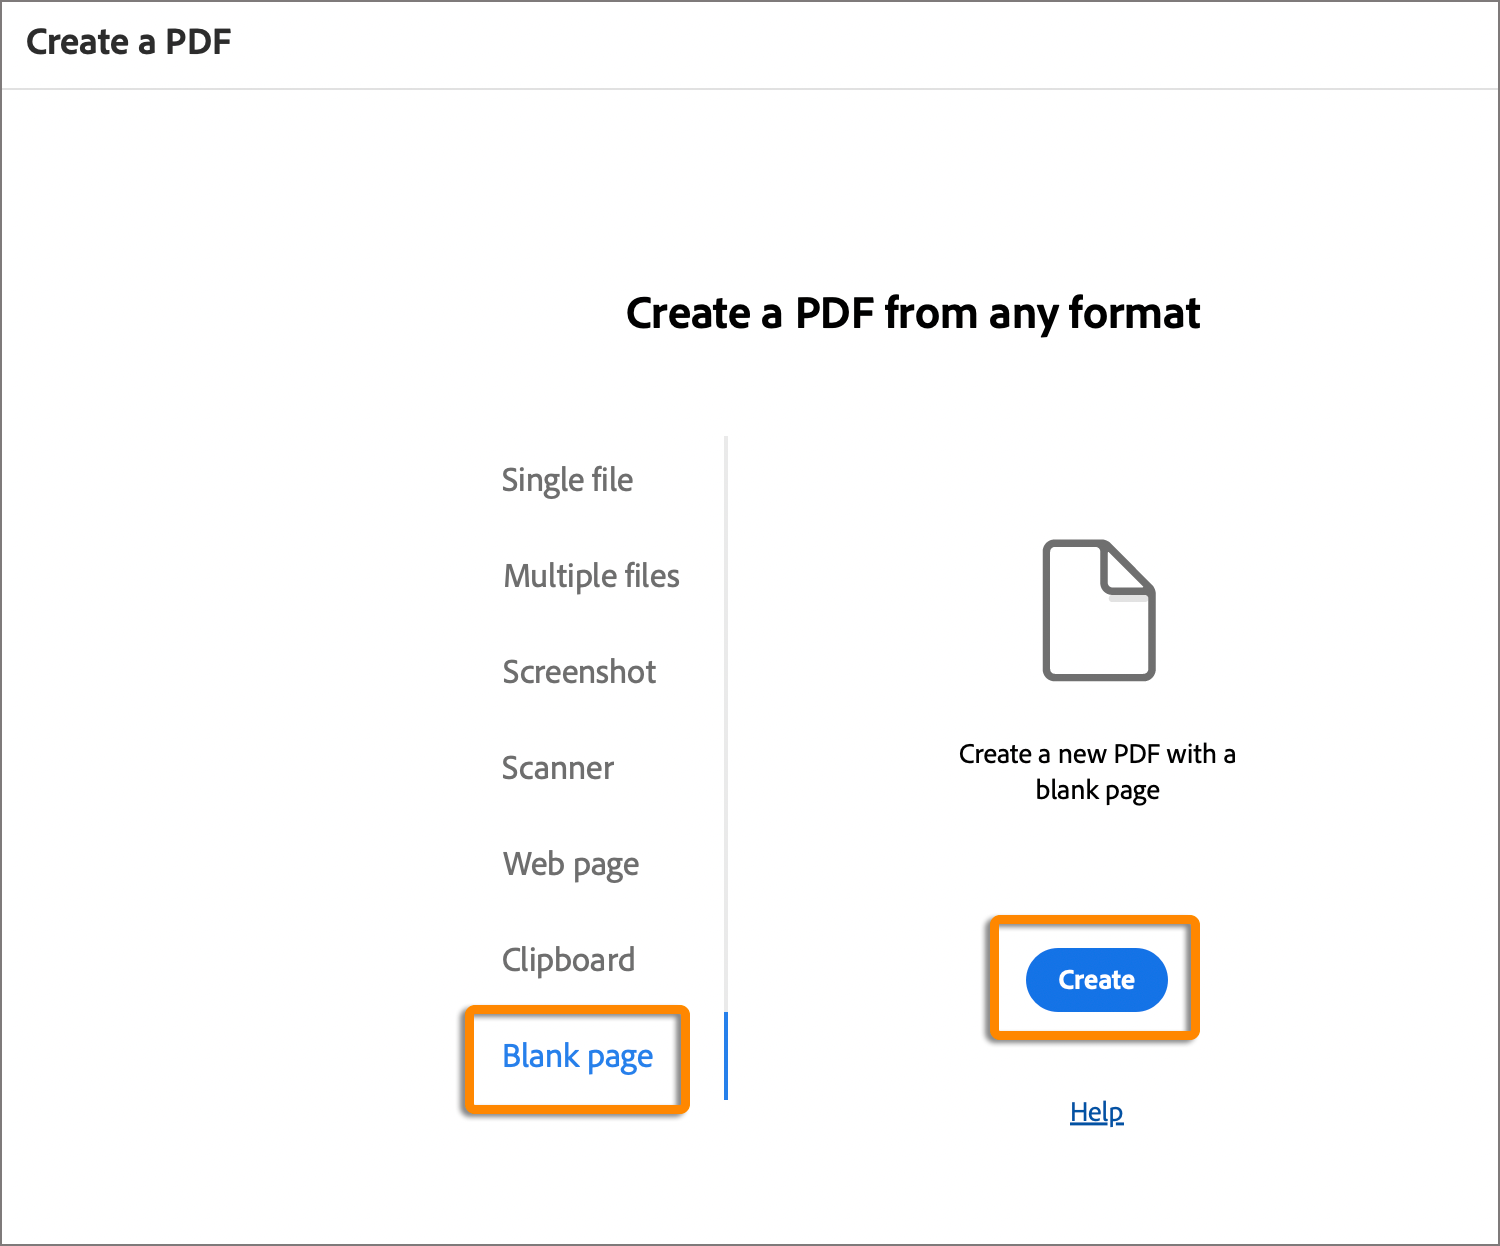 Create a PDF
Create a PDF from any format
Single file
Multiple files
Screenshot
Scanner
Web page
Clipboard
Blank page
Create a new PDF with a
blank page
Create
Help